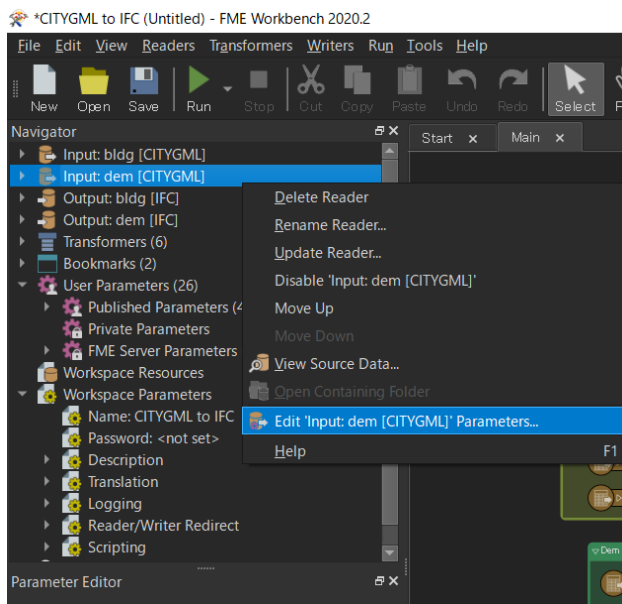 *CITYGML to IFC (Untitled) - FME Workbench 2020.2
File Edit View Readers Transformers Writers Run Tools Help
New Open Save Run Stop Cut Copy Paste Undo Redo Select
Navigator
Start Main
Input: bldg [CITYGML]
Input: dem [CITYGML]
Output: bldg [IFC]
Output: dem [IFC]
Transformers (6)
Bookmarks (2)
User Parameters (26)
Published Parameters (4
Private Parameters
FME Server Parameters
Workspace Resources
Workspace Parameters
Name: CITYGML to IFC
Password: <not set>
Description
Translation
Logging
Reader/Writer Redirect
Scripting
Delete Reader
Rename Reader...
Update Reader...
Disable 'Input: dem [CITYGML]'
Move Up
Move Down
View Source Data...
Open Containing Folder
Edit 'Input: dem [CITYGML]' Parameters...
Help F1
Dem
Parameter Editor